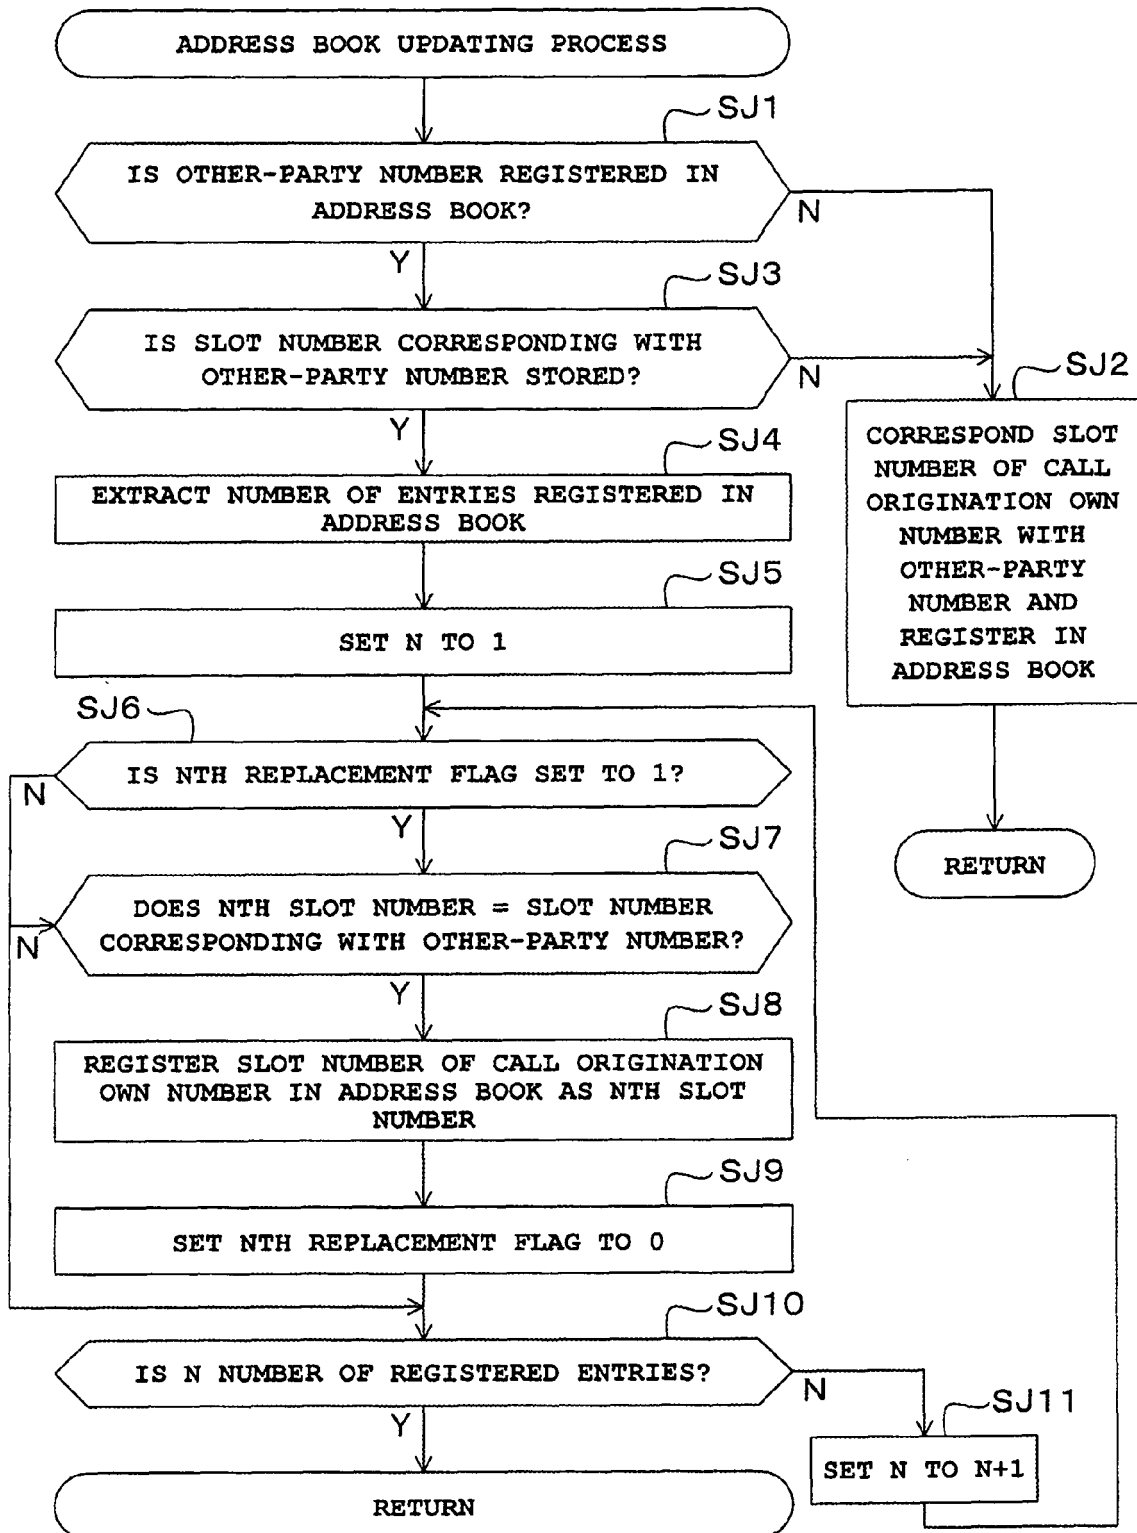 ADDRESS BOOK UPDATING PROCESS
SJ1
IS OTHER-PARTY NUMBER REGISTERED IN
ADDRESS BOOK?
N
Y
SJ3
IS SLOT NUMBER CORRESPONDING WITH
OTHER-PARTY NUMBER STORED?
N
Y
SJ2
CORRESPOND SLOT
NUMBER OF CALL
ORIGINATION OWN
NUMBER WITH
OTHER-PARTY
NUMBER AND
REGISTER IN
ADDRESS BOOK
RETURN
SJ4
EXTRACT NUMBER OF ENTRIES REGISTERED IN
ADDRESS BOOK
SJ5
SET N TO 1
SJ6
IS NTH REPLACEMENT FLAG SET TO 1?
N
Y
SJ7
DOES NTH SLOT NUMBER = SLOT NUMBER
CORRESPONDING WITH OTHER-PARTY NUMBER?
N
Y
SJ8
REGISTER SLOT NUMBER OF CALL ORIGINATION
OWN NUMBER IN ADDRESS BOOK AS NTH SLOT
NUMBER
SJ9
SET NTH REPLACEMENT FLAG TO 0
SJ10
IS N NUMBER OF REGISTERED ENTRIES?
N
Y
SJ11
SET N TO N+1
RETURN